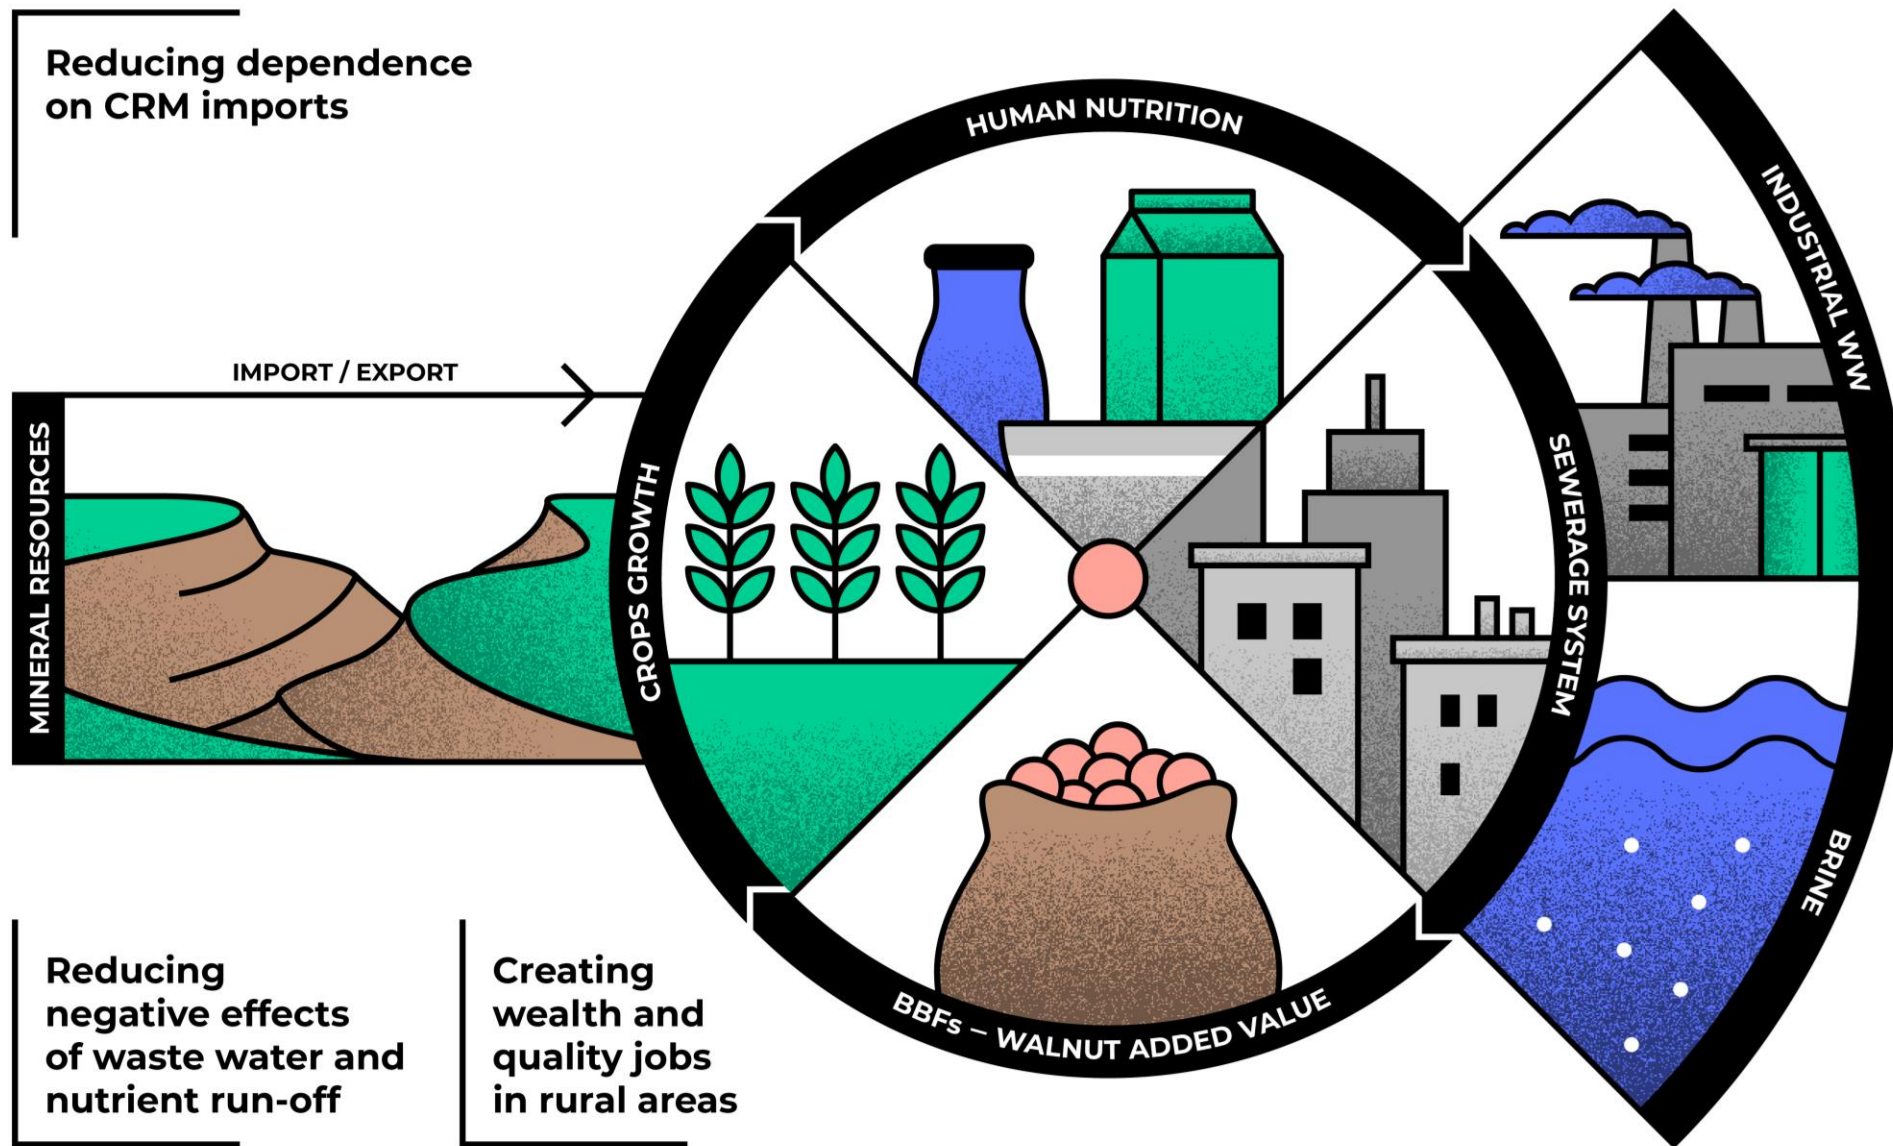 Reducing dependence
on CRM imports
HUMAN NUTRITION
INDUSTRIAL WW
IMPORT / EXPORT
MINERAL RESOURCES
CROPS GROWTH
SEWERAGE SYSTEM
BRINE
BBFs – WALNUT ADDED VALUE
Reducing
negative effects
of waste water and
nutrient run-off
Creating
wealth and
quality jobs
in rural areas